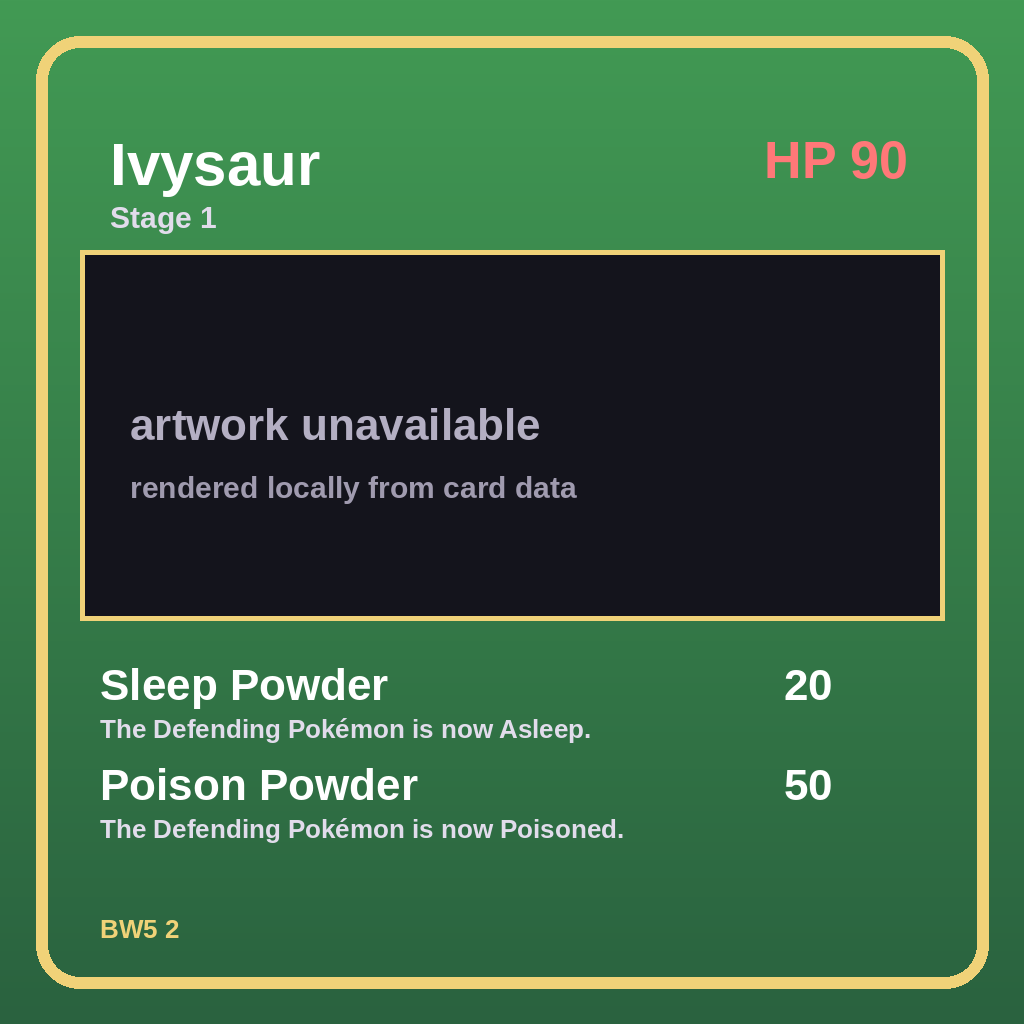 Ivysaur
HP 90
Stage 1
artwork unavailable
rendered locally from card data
Sleep Powder 20
The Defending Pokémon is now Asleep.
Poison Powder 50
The Defending Pokémon is now Poisoned.
BW5 2